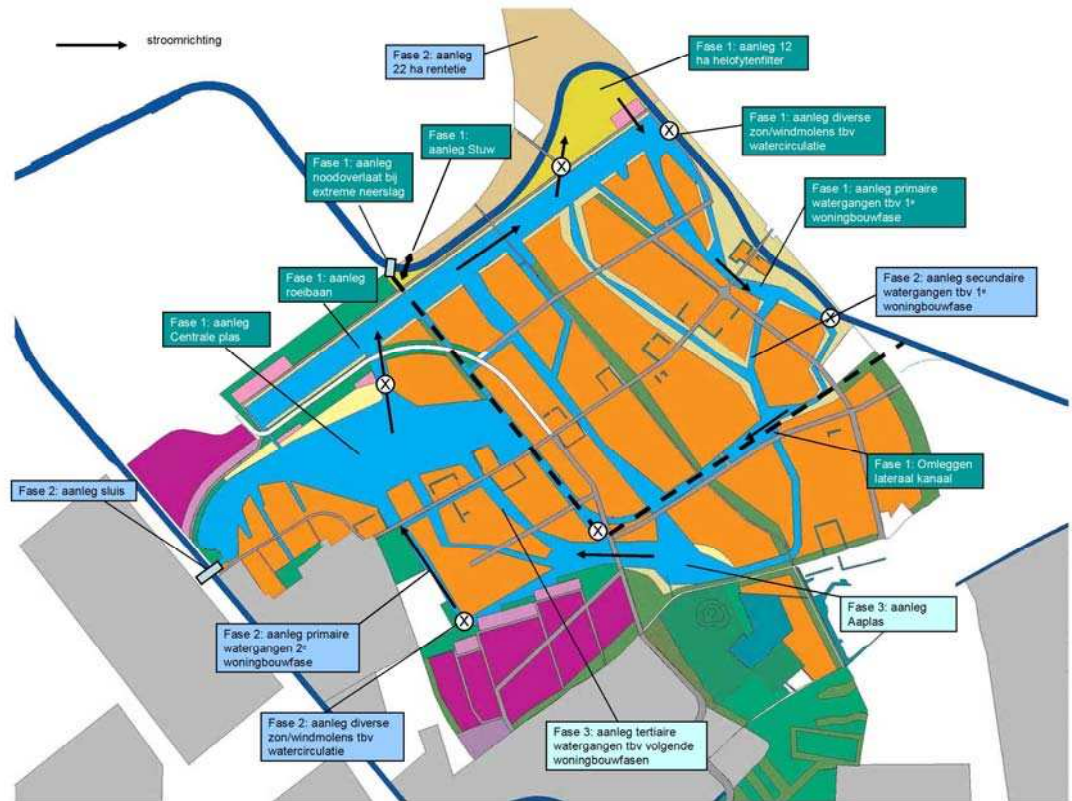 stroomrichting
Fase 2: aanleg
22 ha rentetie
Fase 1: aanleg 12
ha helofytenfilter
Fase 1:
aanleg Stuw
Fase 1: aanleg diverse
zon/windmolens tbv
watercirculatie
Fase 1: aanleg
noodoverlaat bij
extreme neerslag
Fase 1: aanleg primaire
watergangen tbv 1e
woningbouwfase
Fase 1: aanleg
roeibaan
Fase 2: aanleg secundaire
watergangen tbv 1e
woningbouwfase
Fase 1: aanleg
Centrale plas
Fase 1: Omleggen
lateraal kanaal
Fase 2: aanleg sluis
Fase 3: aanleg
Aaplas
Fase 2: aanleg primaire
watergangen 2e
woningbouwfase
Fase 2: aanleg diverse
zon/windmolens tbv
watercirculatie
Fase 3: aanleg tertiaire
watergangen tbv volgende
woningbouwfasen
X
X
X
X
X
X